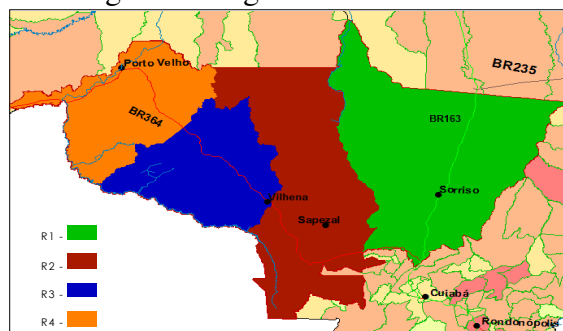 Porto Velho
BR235
BR364
BR163
Sorriso
Vilhena
Sapezal
R1 -
R2 -
R3 -
R4 -
Cuiabá
Rondonópolis